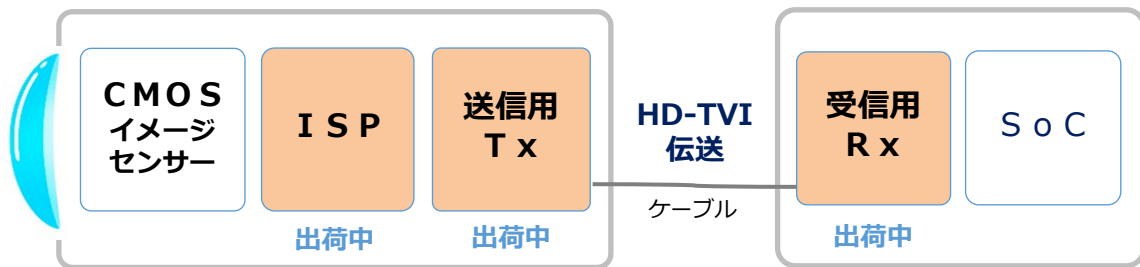 CMOS
イメージ
センサー
ISP
送信用
Tx
HD-TVI
伝送
ケーブル
受信用
Rx
SoC
出荷中
出荷中
出荷中